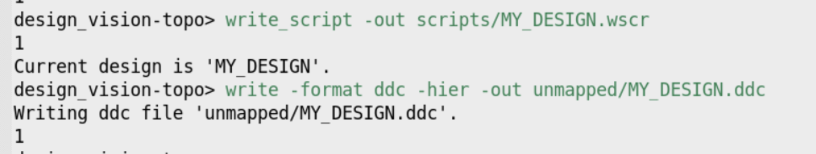 design_vision-topo> write_script -out scripts/MY_DESIGN.wscr
1
Current design is 'MY_DESIGN'.
design_vision-topo> write -format ddc -hier -out unmapped/MY_DESIGN.ddc
Writing ddc file 'unmapped/MY_DESIGN.ddc'.
1